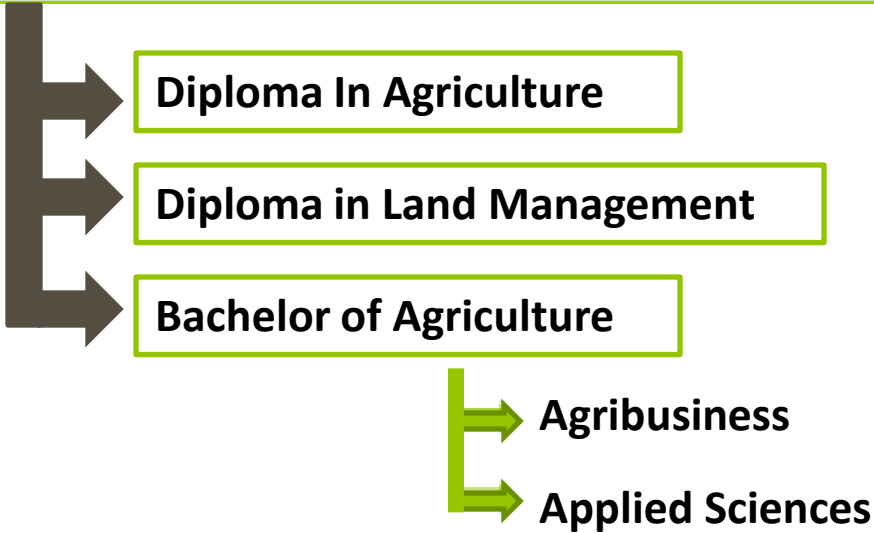 Diploma In Agriculture
Diploma in Land Management
Bachelor of Agriculture
Agribusiness
Applied Sciences